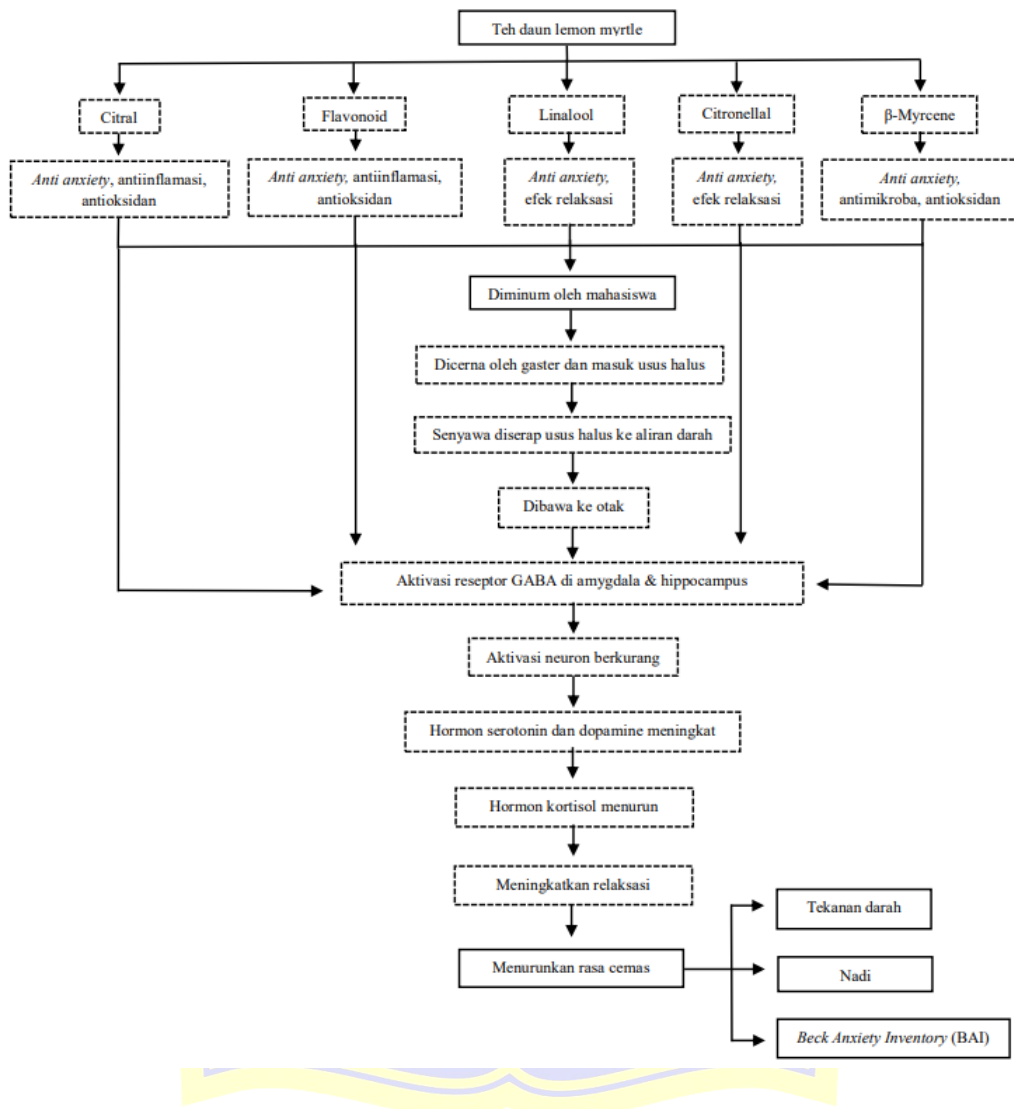 Teh daun lemon myrtle
Citral
Flavonoid
Linalool
Citronellal
β-Myrcene
Anti anxiety, antiinflamasi,
antioksidan
Anti anxiety, antiinflamasi,
antioksidan
Anti anxiety,
efek relaksasi
Anti anxiety,
efek relaksasi
Anti anxiety,
antimikroba, antioksidan
Diminum oleh mahasiswa
Dicerna oleh gaster dan masuk usus halus
Senyawa diserap usus halus ke aliran darah
Dibawa ke otak
Aktivasi reseptor GABA di amygdala & hippocampus
Aktivasi neuron berkurang
Hormon serotonin dan dopamine meningkat
Hormon kortisol menurun
Meningkatkan relaksasi
Menurunkan rasa cemas
Tekanan darah
Nadi
Beck Anxiety Inventory (BAI)